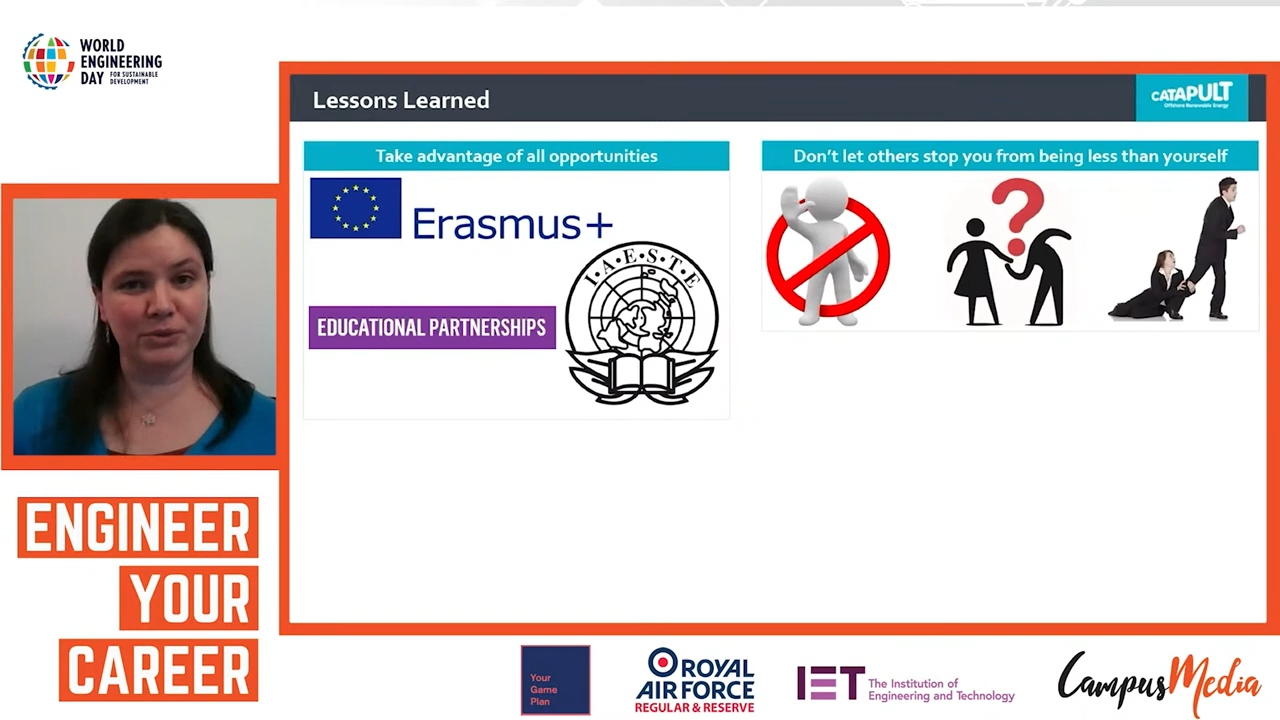 WORLD
ENGINEERING
DAY
FOR SUSTAINABLE
DEVELOPMENT
Lessons Learned
CATAPULT
Offshore Renewable Energy
Take advantage of all opportunities
Erasmus+
I·A·E·S·T·E
EDUCATIONAL PARTNERSHIPS
Don't let others stop you from being less than yourself
?
ENGINEER
YOUR
CAREER
Your
Game
Plan
ROYAL
AIR FORCE
REGULAR & RESERVE
IET
The Institution of
Engineering and Technology
CampusMedia